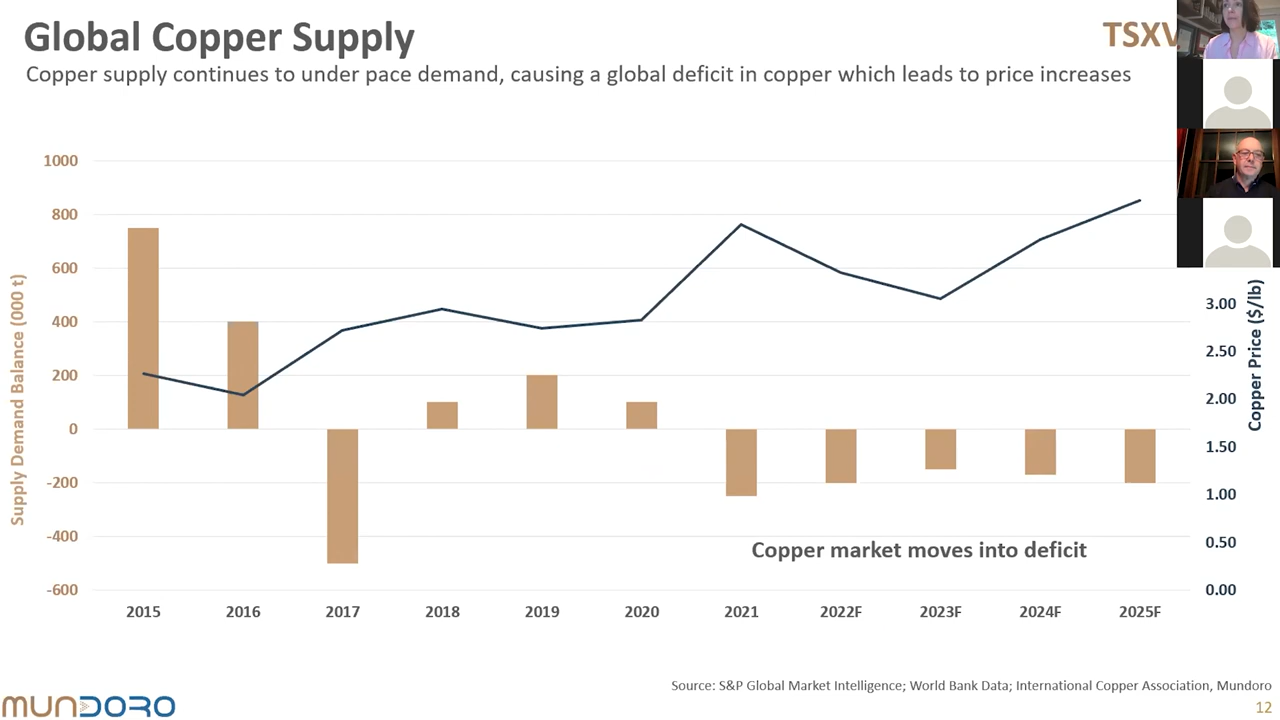 Global Copper Supply
TSXV
Copper supply continues to under pace demand, causing a global deficit in copper which leads to price increases
1000
800
600
400
200
0
-200
-400
-600
Supply Demand Balance (000 t)
3.00
2.50
2.00
1.50
1.00
0.50
0.00
Copper Price ($/lb)
Copper market moves into deficit
2015 2016 2017 2018 2019 2020 2021 2022F 2023F 2024F 2025F
Source: S&P Global Market Intelligence; World Bank Data; International Copper Association, Mundoro
MUNDORO
12